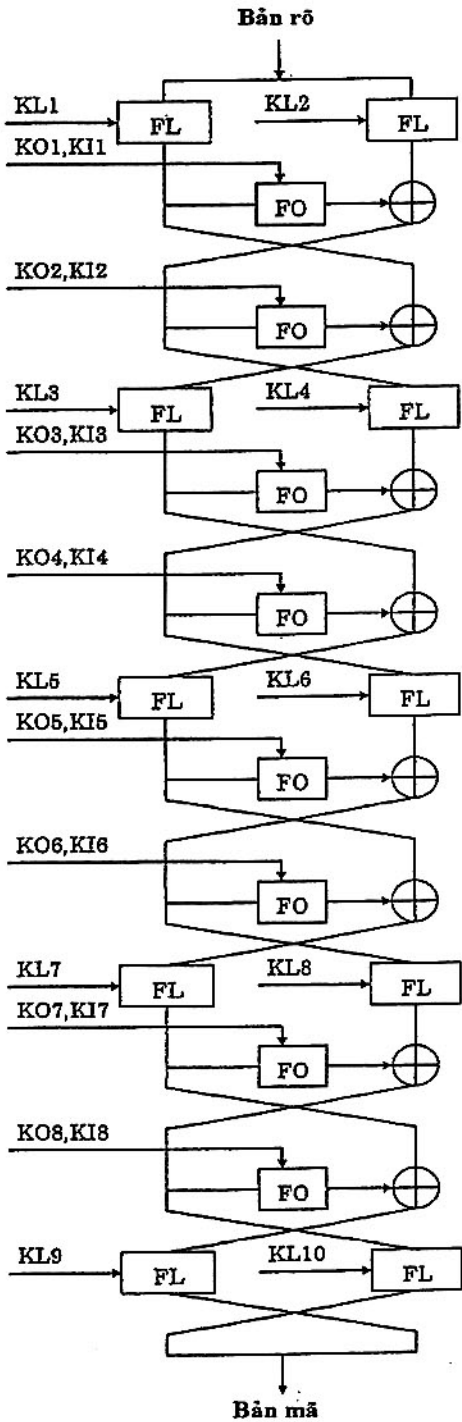 Bản rõ
KL1
FL
KL2
FL
KO1,KI1
FO
KO2,KI2
FO
KL3
FL
KL4
FL
KO3,KI3
FO
KO4,KI4
FO
KL5
FL
KL6
FL
KO5,KI5
FO
KO6,KI6
FO
KL7
FL
KL8
FL
KO7,KI7
FO
KO8,KI8
FO
KL9
FL
KL10
FL
Bản mã